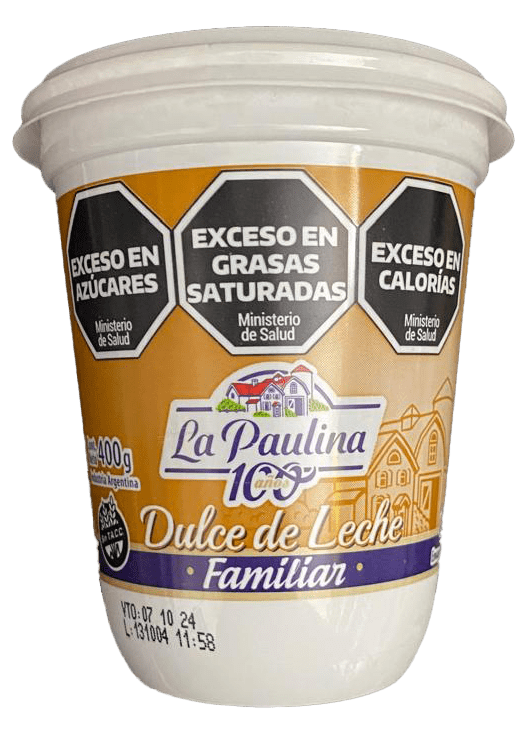 EXCESO EN
AZÚCARES
Ministerio
de Salud
EXCESO EN
GRASAS
SATURADAS
Ministerio
de Salud
EXCESO EN
CALORÍAS
Ministerio
de Salud
La Paulina
100
años
400g
Industria Argentina
Sin T.A.C.C.
Dulce de Leche
· Familiar ·
VTO:07 10 24
L:131004 11:58